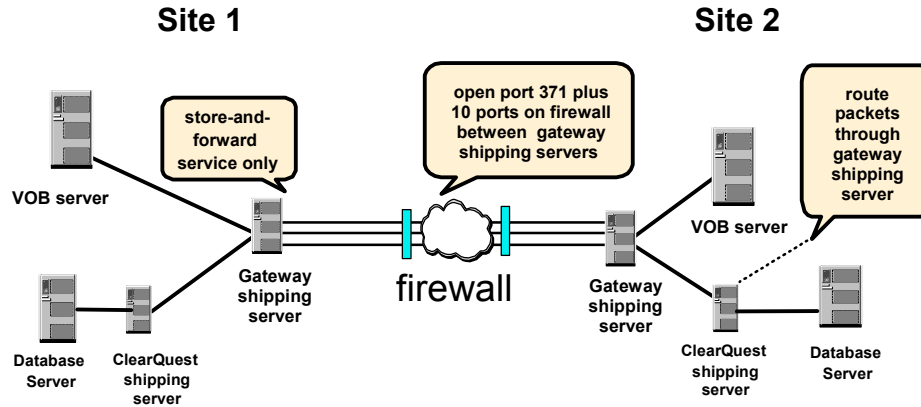 Site 1
Site 2
store-and-
forward
service only
open port 371 plus
10 ports on firewall
between gateway
shipping servers
route
packets
through
gateway
shipping
server
VOB server
VOB server
Gateway
shipping
server
firewall
Gateway
shipping
server
Database
Server
ClearQuest
shipping
server
ClearQuest
shipping
server
Database
Server